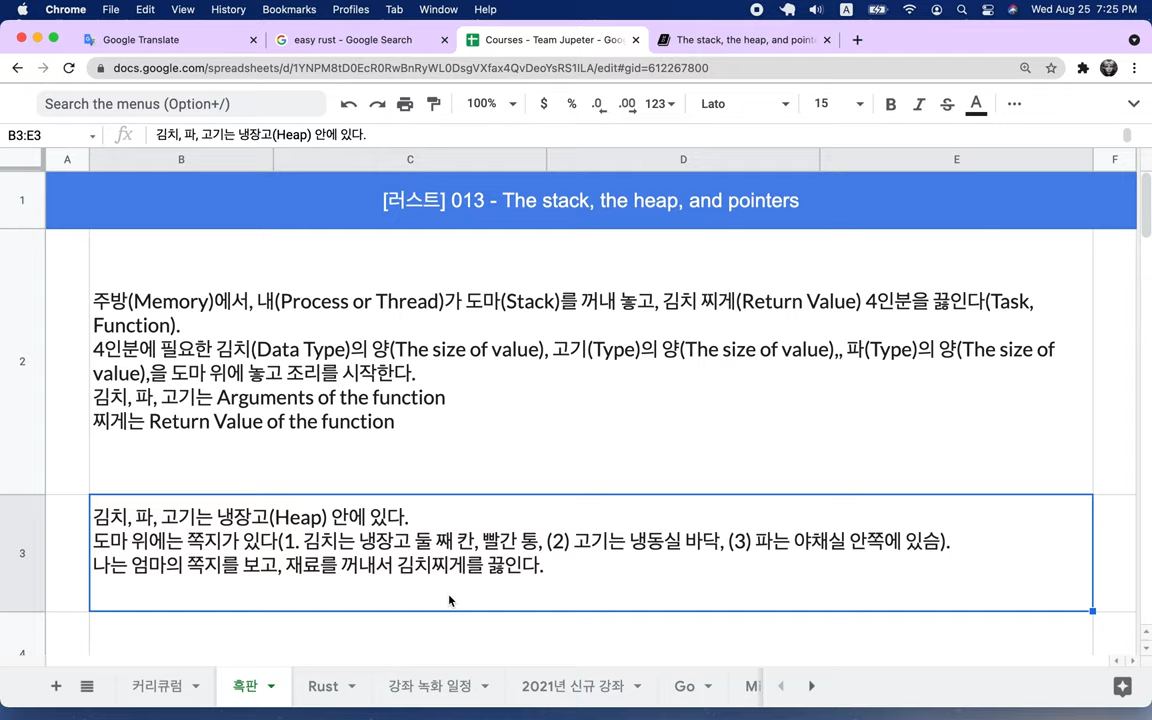 Chrome File Edit View History Bookmarks Profiles Tab Window Help A Wed Aug 25 7:25 PM
Google Translate easy rust - Google Search Courses - Team Jupeter - Goo The stack, the heap, and point
docs.google.com/spreadsheets/d/1YNPM8tD0EcR0RwBnRyWL0DsgVXfax4QvDeoYsRS1ILA/edit#gid=612267800
Search the menus (Option+/) 100% $ % .0 .00 123 Lato 15 B I S A
B3:E3 fx 김치, 파, 고기는 냉장고(Heap) 안에 있다.
A B C D E F
1 [러스트] 013 - The stack, the heap, and pointers
주방(Memory)에서, 내(Process or Thread)가 도마(Stack)를 꺼내 놓고, 김치 찌게(Return Value) 4인분을 끓인다(Task,
Function).
4인분에 필요한 김치(Data Type)의 양(The size of value), 고기(Type)의 양(The size of value),, 파(Type)의 양(The size of
2
value),을 도마 위에 놓고 조리를 시작한다.
김치, 파, 고기는 Arguments of the function
찌게는 Return Value of the function
김치, 파, 고기는 냉장고(Heap) 안에 있다.
도마 위에는 쪽지가 있다(1. 김치는 냉장고 둘 째 칸, 빨간 통, (2) 고기는 냉동실 바닥, (3) 파는 야채실 안쪽에 있슴).
3
나는 엄마의 쪽지를 보고, 재료를 꺼내서 김치찌게를 끓인다.
4
커리큐럼 흑판 Rust 강좌 녹화 일정 2021년 신규 강좌 Go Mi